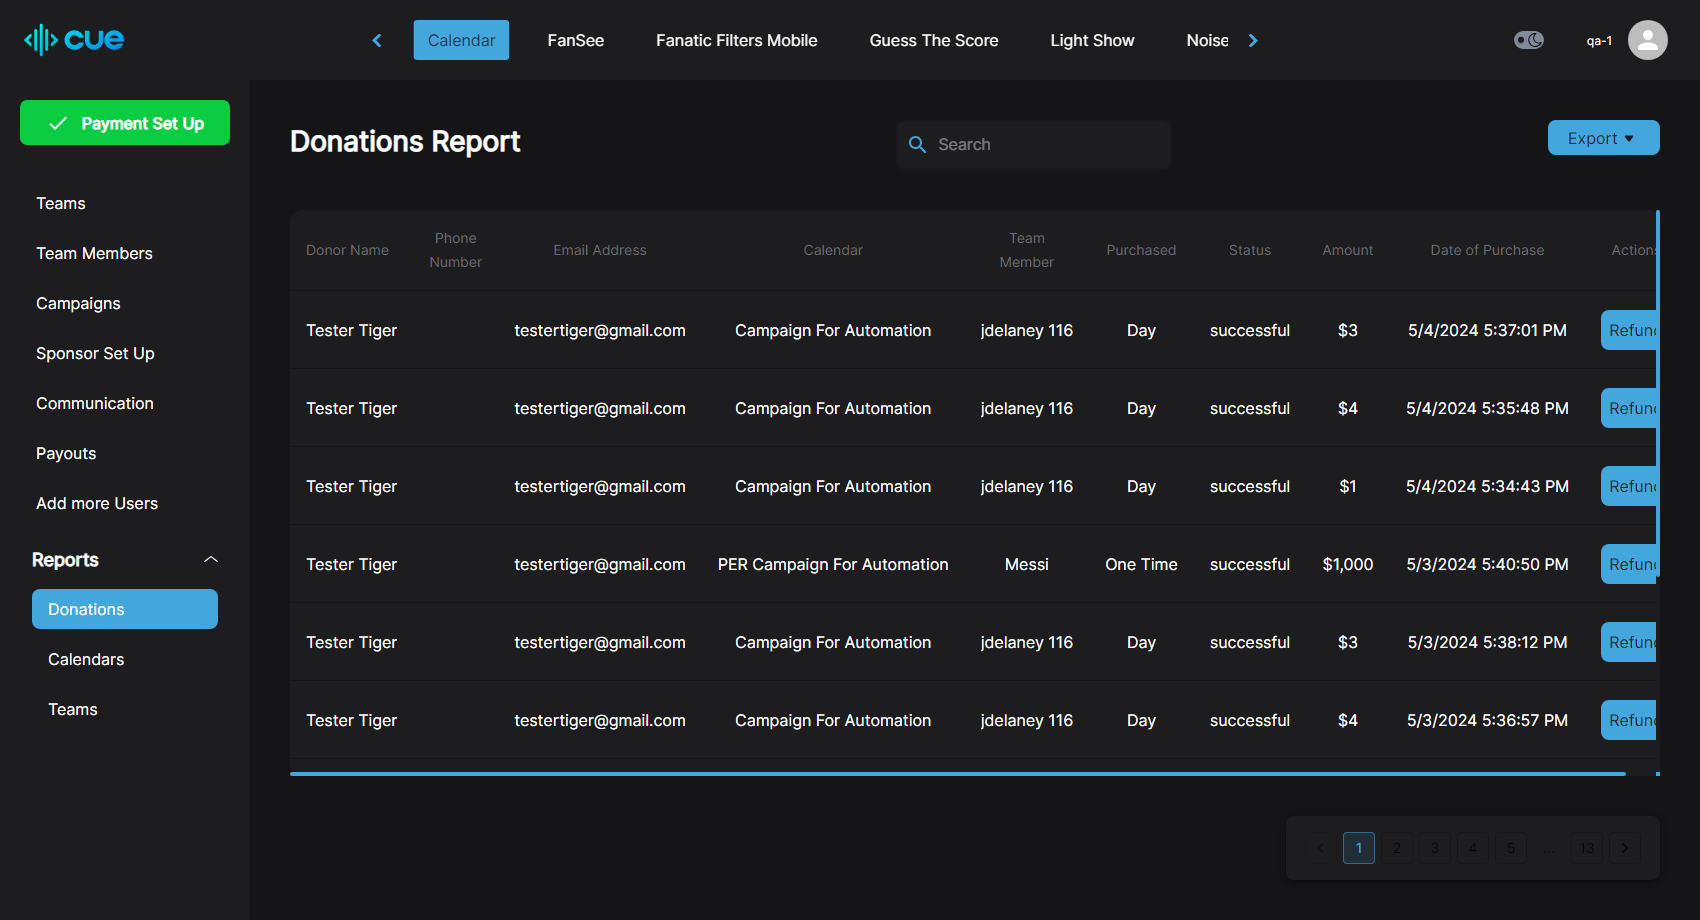 cue
Calendar FanSee Fanatic Filters Mobile Guess The Score Light Show Noise
qa-1
Payment Set Up
Teams
Team Members
Campaigns
Sponsor Set Up
Communication
Payouts
Add more Users
Reports
Donations
Calendars
Teams
Donations Report
Search
Export
Donor Name Phone Number Email Address Calendar Team Member Purchased Status Amount Date of Purchase Actions
Tester Tiger testertiger@gmail.com Campaign For Automation jdelaney 116 Day successful $3 5/4/2024 5:37:01 PM Refund
Tester Tiger testertiger@gmail.com Campaign For Automation jdelaney 116 Day successful $4 5/4/2024 5:35:48 PM Refund
Tester Tiger testertiger@gmail.com Campaign For Automation jdelaney 116 Day successful $1 5/4/2024 5:34:43 PM Refund
Tester Tiger testertiger@gmail.com PER Campaign For Automation Messi One Time successful $1,000 5/3/2024 5:40:50 PM Refund
Tester Tiger testertiger@gmail.com Campaign For Automation jdelaney 116 Day successful $3 5/3/2024 5:38:12 PM Refund
Tester Tiger testertiger@gmail.com Campaign For Automation jdelaney 116 Day successful $4 5/3/2024 5:36:57 PM Refund
1 2 3 4 5 ... 13